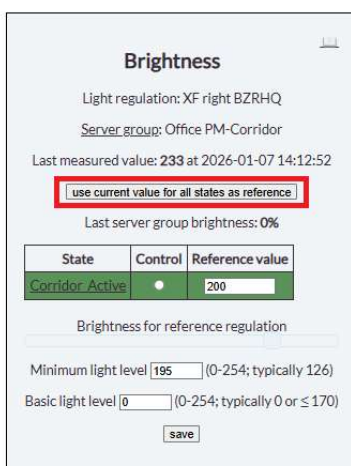 Brightness
Light regulation: XF right BZRHQ
Server group: Office PM-Corridor
Last measured value: 233 at 2026-01-07 14:12:52
use current value for all states as reference
Last server group brightness: 0%
State Control Reference value
Corridor Active 200
Brightness for reference regulation
Minimum light level 195 (0-254; typically 126)
Basic light level 0 (0-254; typically 0 or ≤ 170)
save